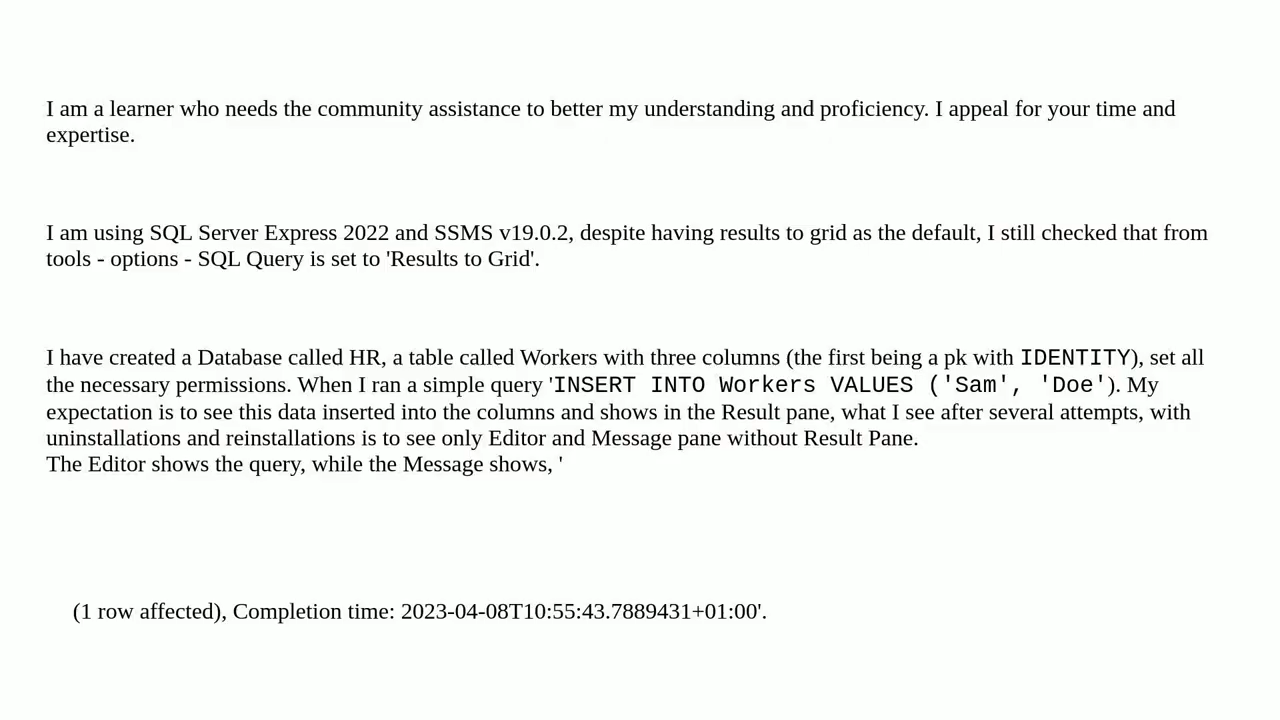 I am a learner who needs the community assistance to better my understanding and proficiency. I appeal for your time and
expertise.
I am using SQL Server Express 2022 and SSMS v19.0.2, despite having results to grid as the default, I still checked that from
tools - options - SQL Query is set to 'Results to Grid'.
I have created a Database called HR, a table called Workers with three columns (the first being a pk with IDENTITY), set all
the necessary permissions. When I ran a simple query 'INSERT INTO Workers VALUES ('Sam', 'Doe'). My
expectation is to see this data inserted into the columns and shows in the Result pane, what I see after several attempts, with
uninstallations and reinstallations is to see only Editor and Message pane without Result Pane.
The Editor shows the query, while the Message shows, '
(1 row affected), Completion time: 2023-04-08T10:55:43.7889431+01:00'.